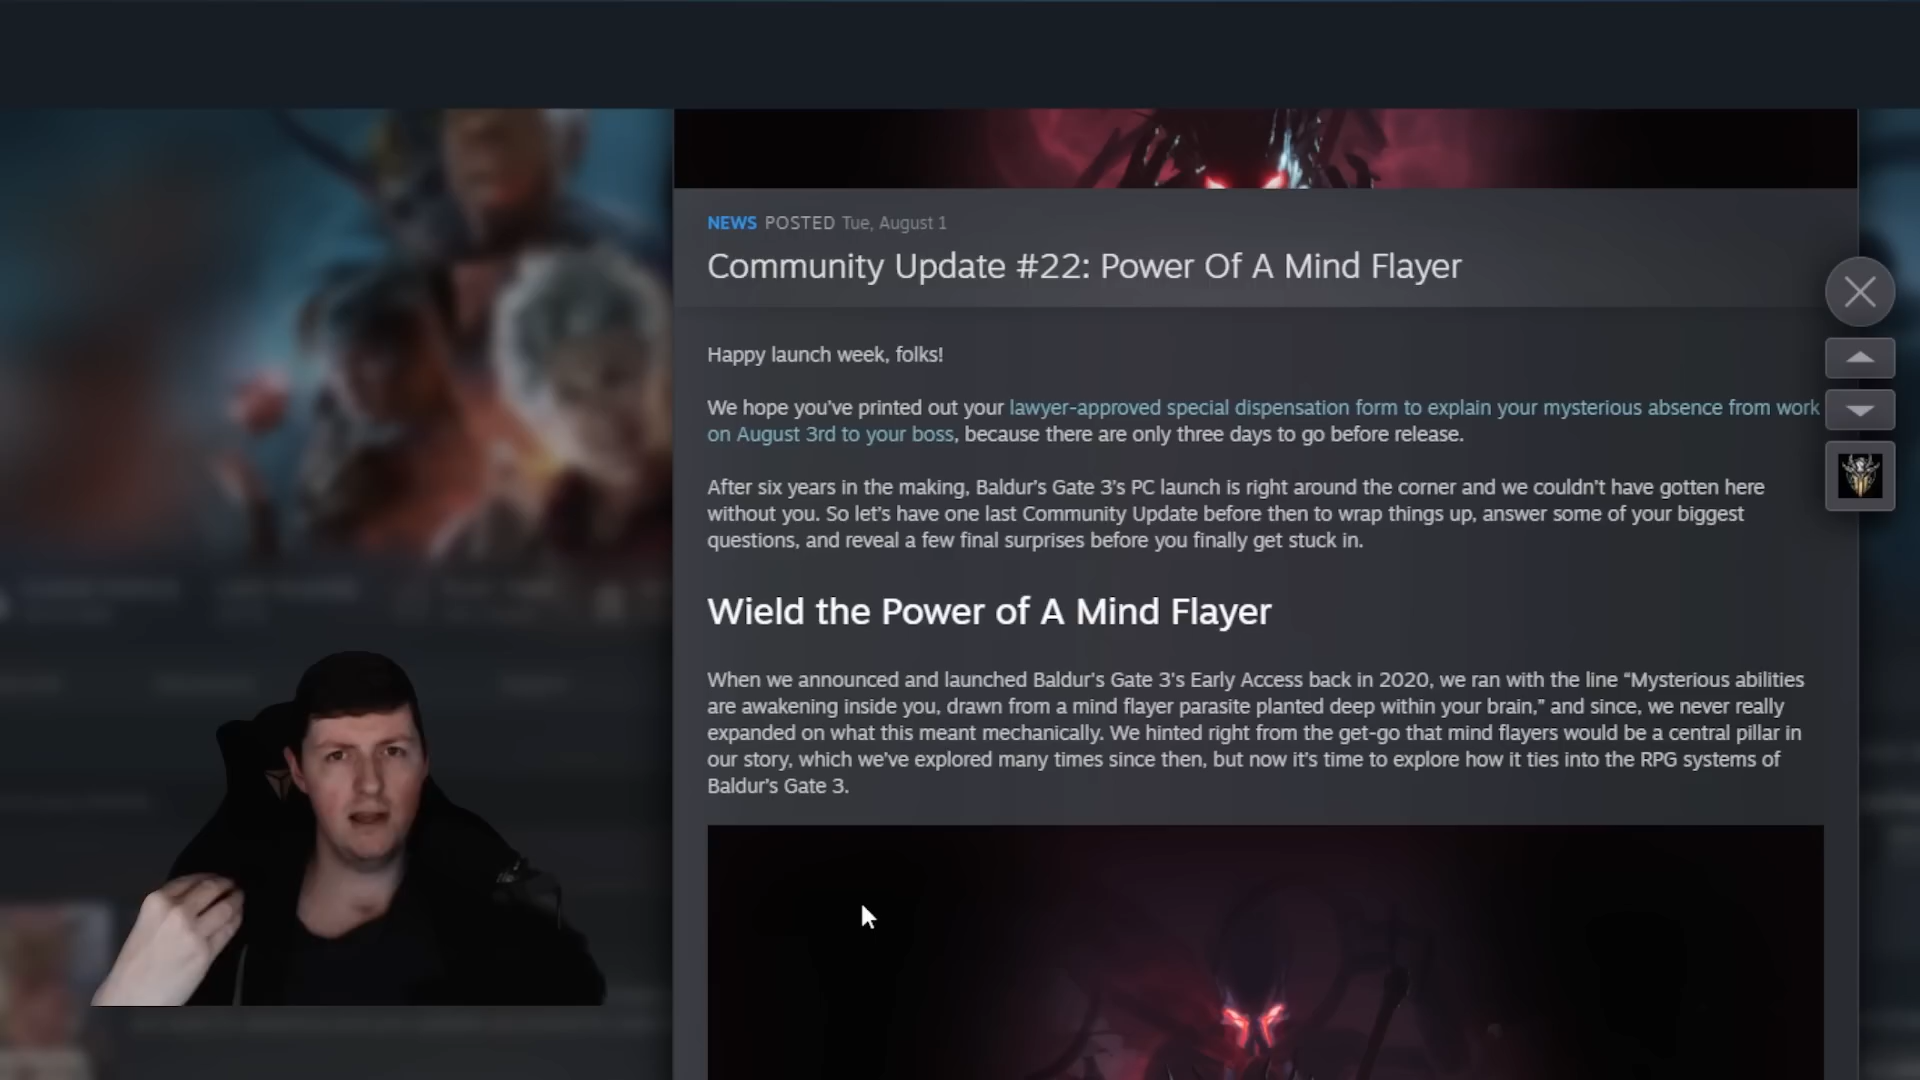 NEWS POSTED Tue, August 1
Community Update #22: Power Of A Mind Flayer
Happy launch week, folks!
We hope you've printed out your lawyer-approved special dispensation form to explain your mysterious absence from work
on August 3rd to your boss, because there are only three days to go before release.
After six years in the making, Baldur's Gate 3's PC launch is right around the corner and we couldn't have gotten here
without you. So let's have one last Community Update before then to wrap things up, answer some of your biggest
questions, and reveal a few final surprises before you finally get stuck in.
Wield the Power of A Mind Flayer
When we announced and launched Baldur's Gate 3's Early Access back in 2020, we ran with the line “Mysterious abilities
are awakening inside you, drawn from a mind flayer parasite planted deep within your brain,” and since, we never really
expanded on what this meant mechanically. We hinted right from the get-go that mind flayers would be a central pillar in
our story, which we've explored many times since then, but now it's time to explore how it ties into the RPG systems of
Baldur's Gate 3.